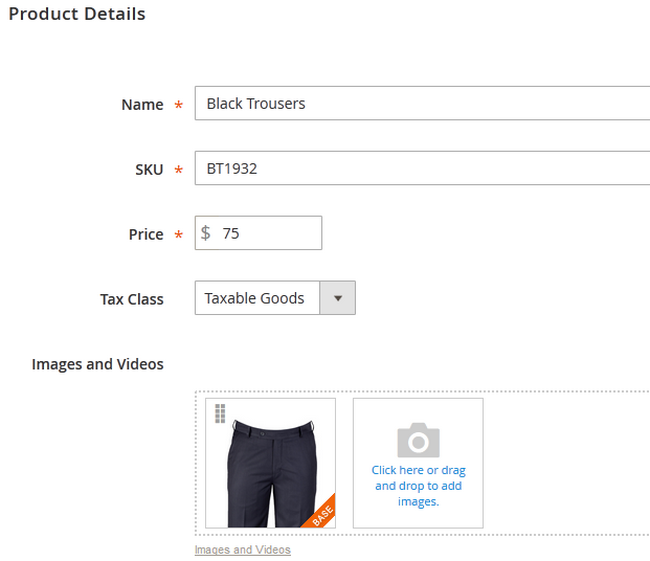 Product Details
Name * Black Trousers
SKU * BT1932
Price * $ 75
Tax Class Taxable Goods
Images and Videos
BASE
Click here or drag
and drop to add
images.
Images and Videos